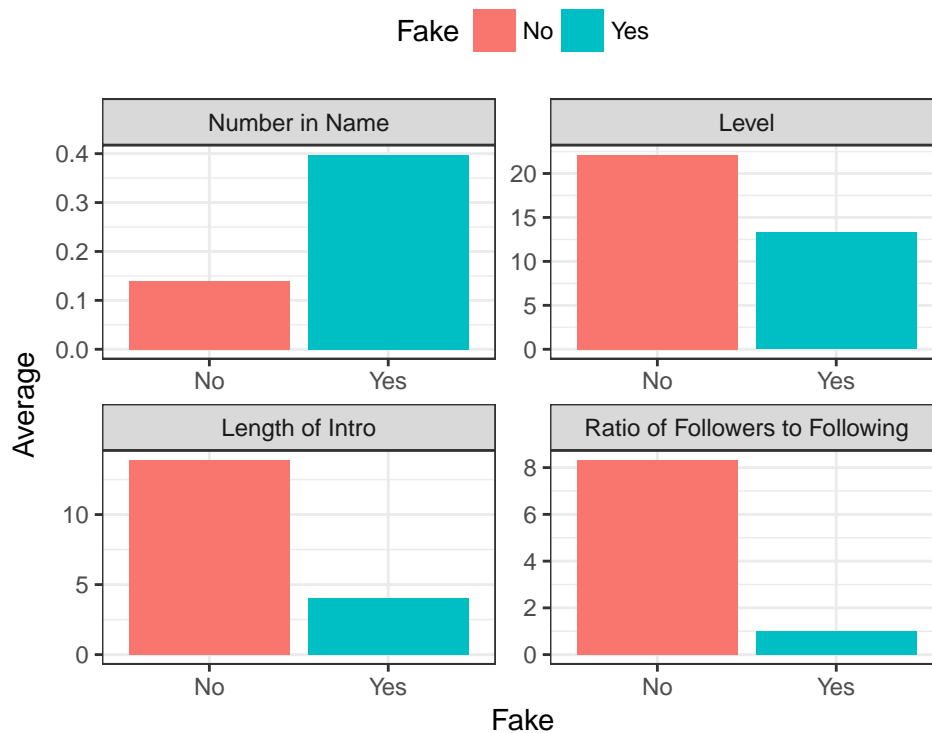 Fake No Yes
Number in Name
Level
0.4
0.3
0.2
0.1
0.0
20
15
10
5
0
No Yes
No Yes
Average
Length of Intro
Ratio of Followers to Following
10
5
0
8
6
4
2
0
No Yes
No Yes
Fake